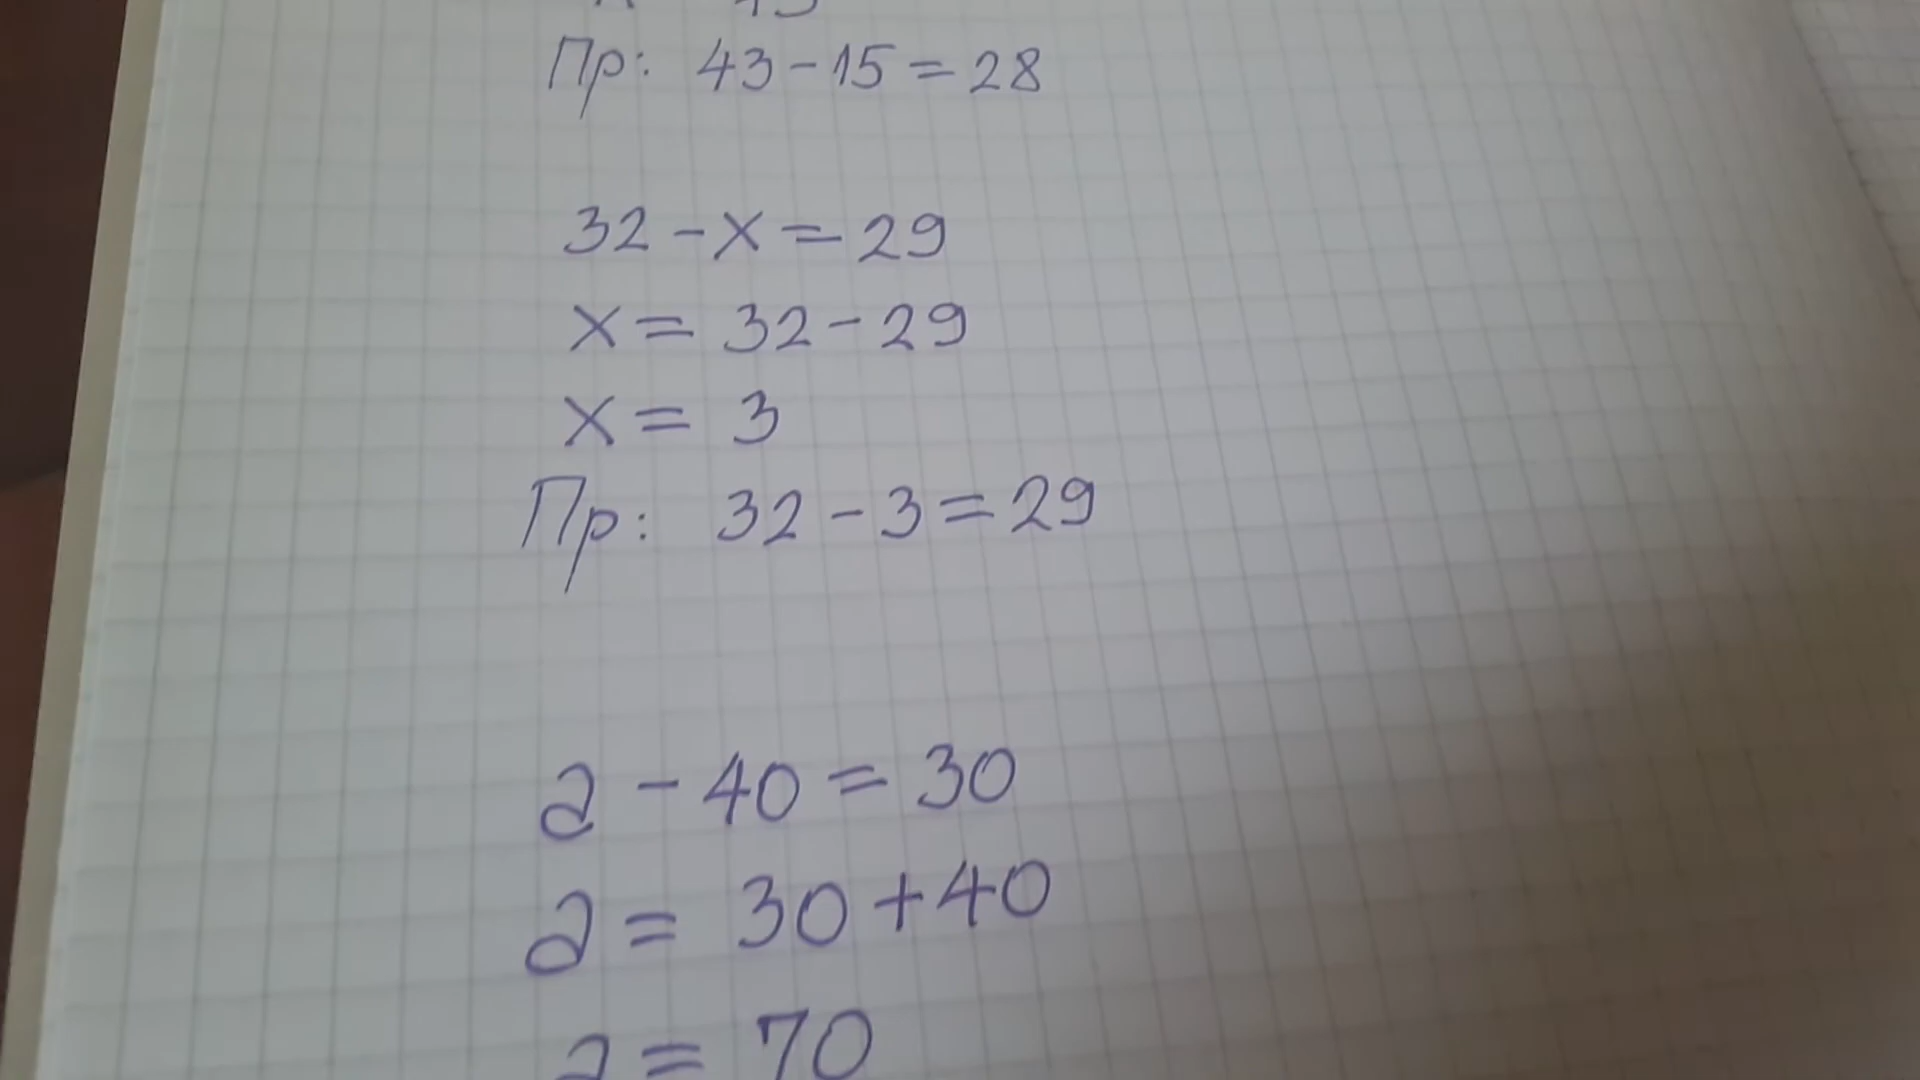 Пр: 43-15=28
32-x=29
x=32-29
x=3
Пр: 32-3=29
a-40=30
a=30+40
a=70